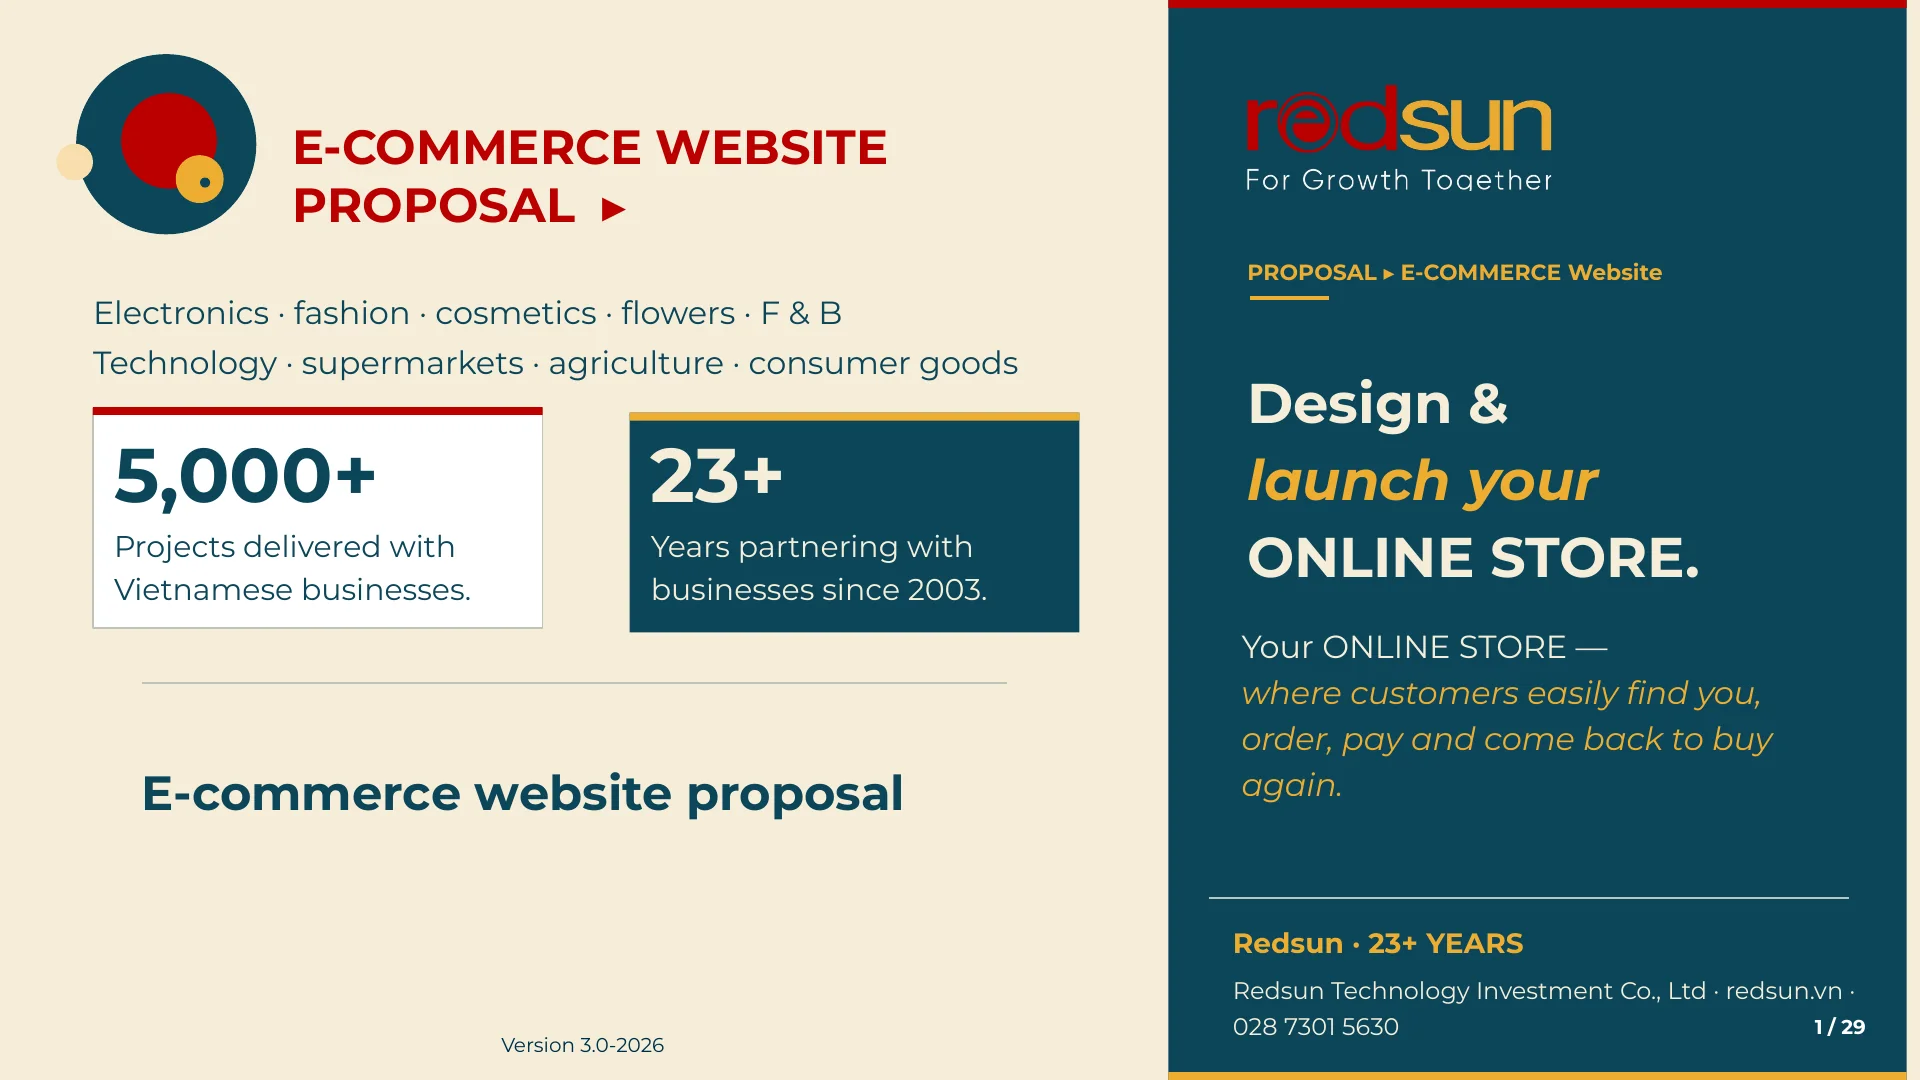 E-COMMERCE WEBSITE
PROPOSAL ▸
Electronics · fashion · cosmetics · flowers · F & B
Technology · supermarkets · agriculture · consumer goods
5,000+
Projects delivered with
Vietnamese businesses.
23+
Years partnering with
businesses since 2003.
E-commerce website proposal
Version 3.0-2026
redsun
For Growth Together
PROPOSAL ▸ E-COMMERCE Website
Design &
launch your
ONLINE STORE.
Your ONLINE STORE —
where customers easily find you,
order, pay and come back to buy
again.
Redsun · 23+ YEARS
Redsun Technology Investment Co., Ltd · redsun.vn ·
028 7301 5630
1 / 29